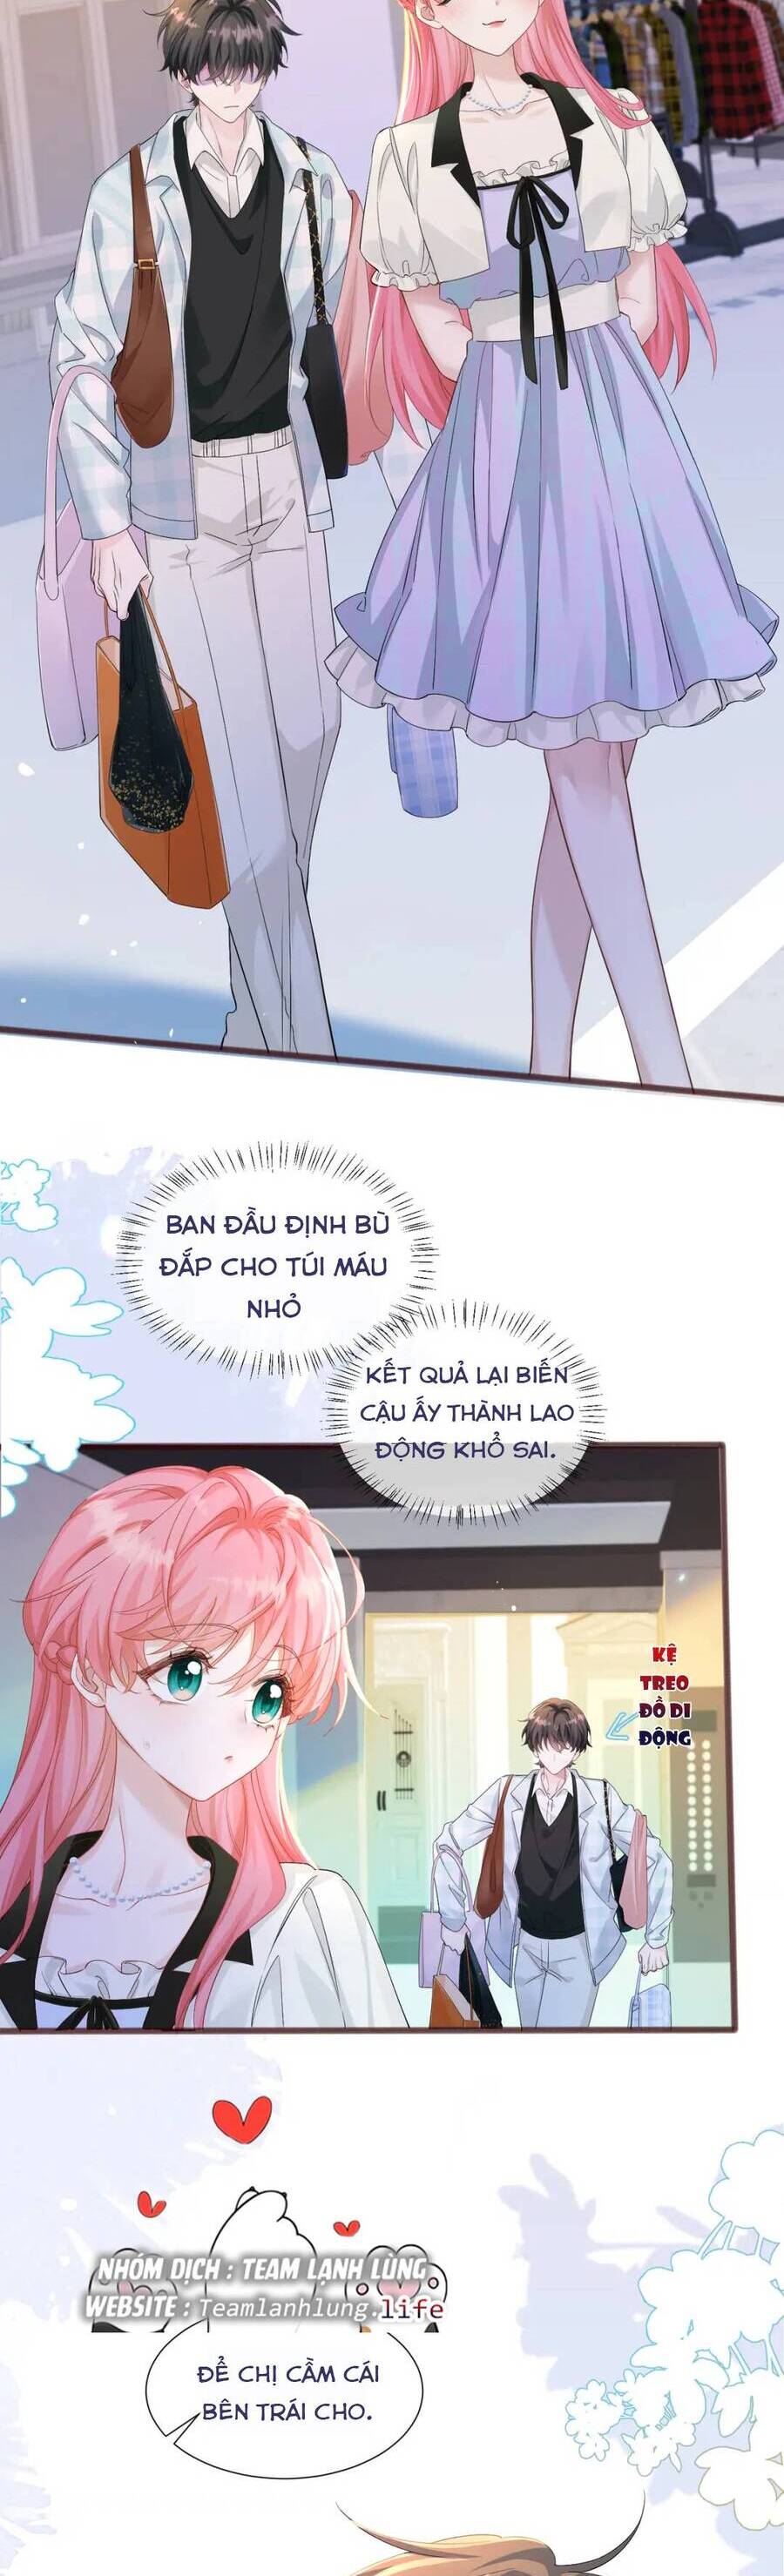 BAN ĐẦU ĐỊNH BÙ
ĐẮP CHO TÚI MÁU
NHỎ
KẾT QUẢ LẠI BIẾN
CẬU ẤY THÀNH LAO
ĐỘNG KHỔ SAI.
KỆ
TREO
ĐỒ DI
ĐỘNG
NHÓM DỊCH : TEAM LẠNH LÙNG
WEBSITE : Teamlanhlung.life
ĐỂ CHỊ CẦM CÁI
BÊN TRÁI CHO.